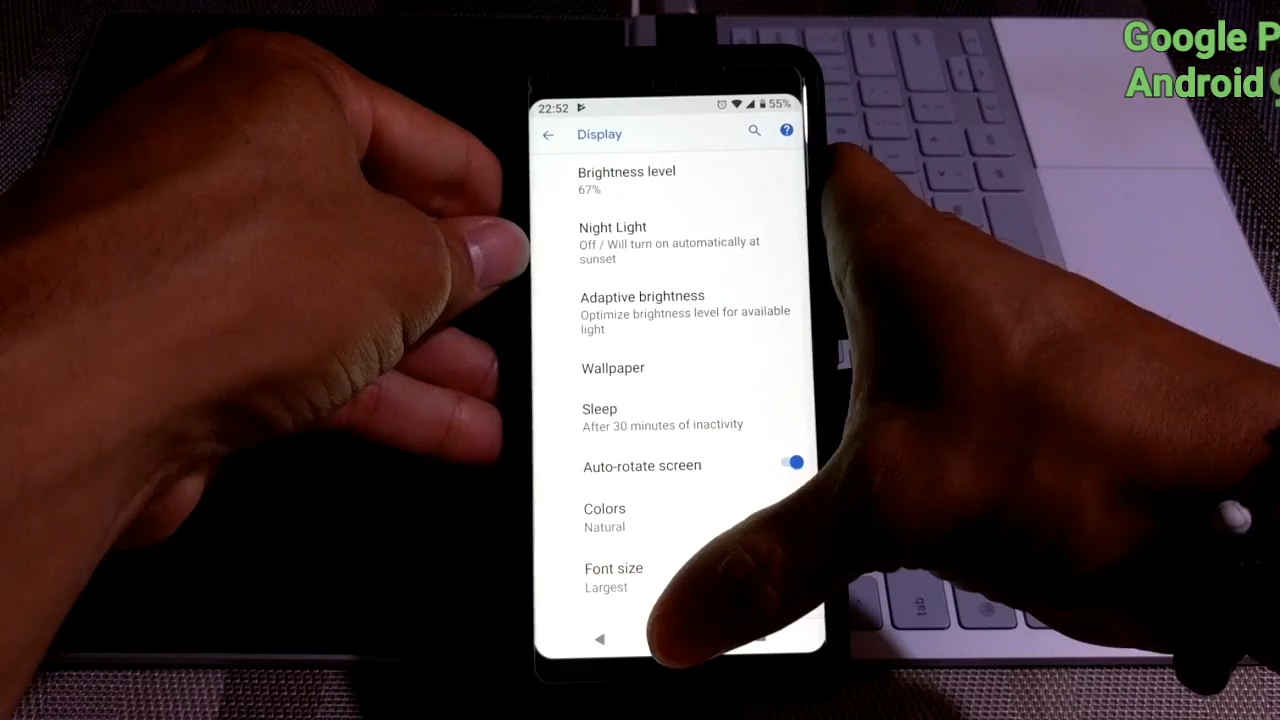 Google P
Android
22:52
55%
Display
Brightness level
67%
Night Light
Off / Will turn on automatically at
sunset
Adaptive brightness
Optimize brightness level for available
light
Wallpaper
Sleep
After 30 minutes of inactivity
Auto-rotate screen
Colors
Natural
Font size
Largest
tab